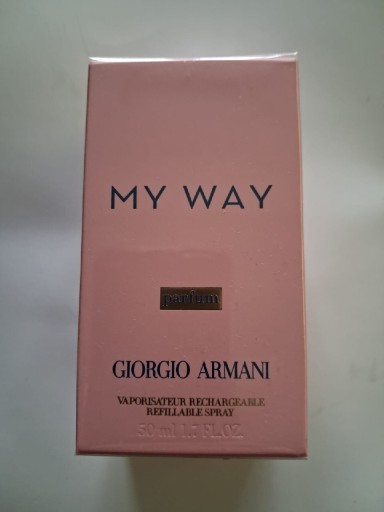 MY WAY
parfum
GIORGIO ARMANI
VAPORISATEUR RECHARGEABLE
REFILLABLE SPRAY
50 ml 1.7 FL.OZ.